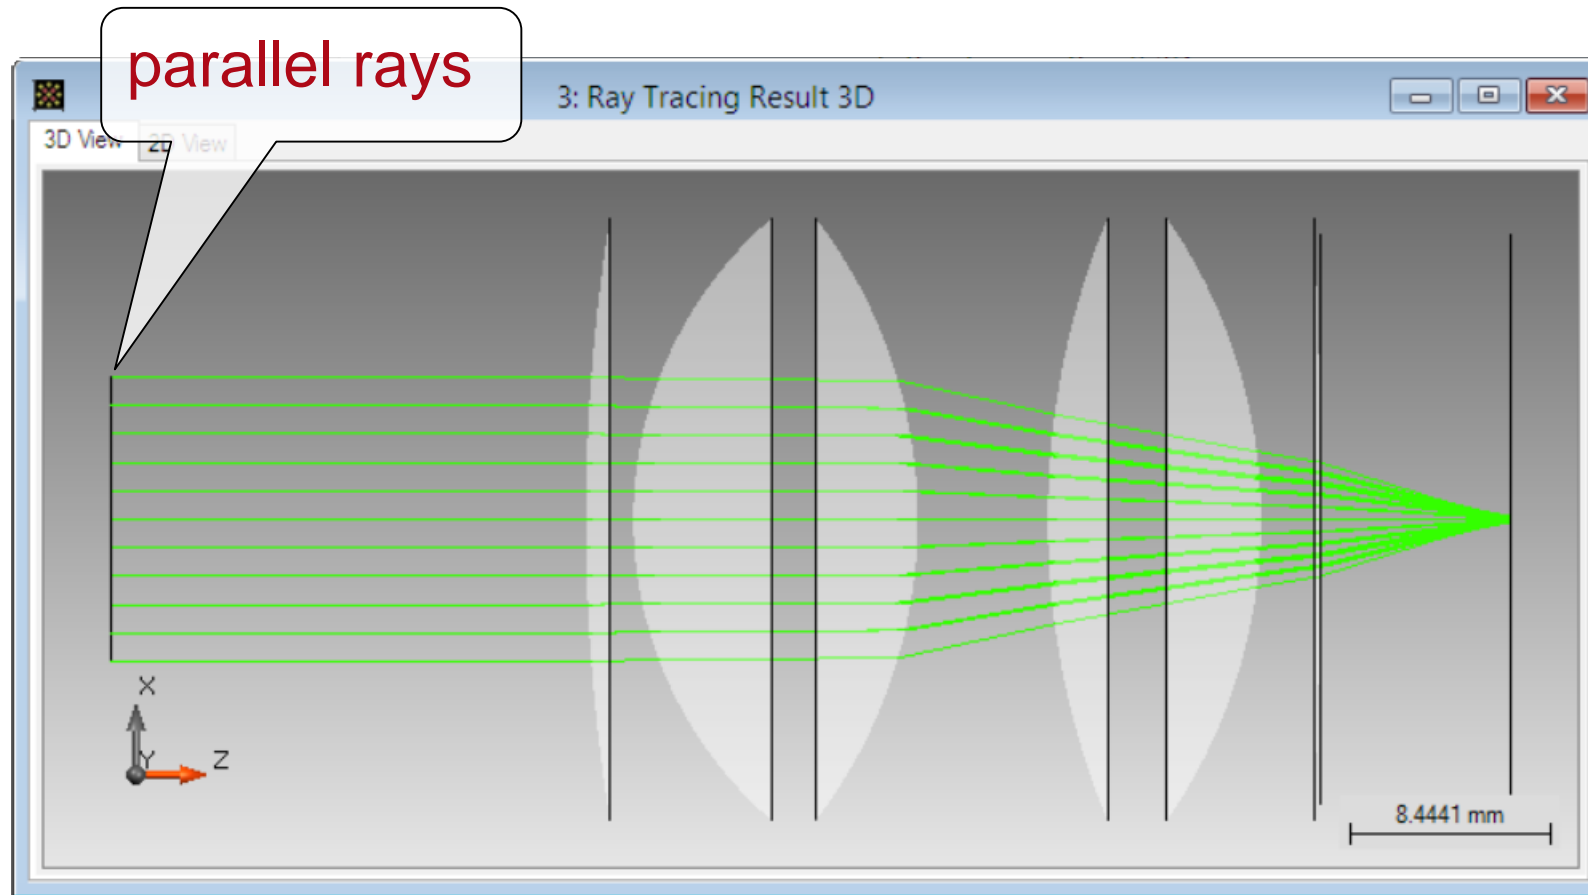 parallel rays
3: Ray Tracing Result 3D
3D View 2D View
X
Y Z
8.4441 mm